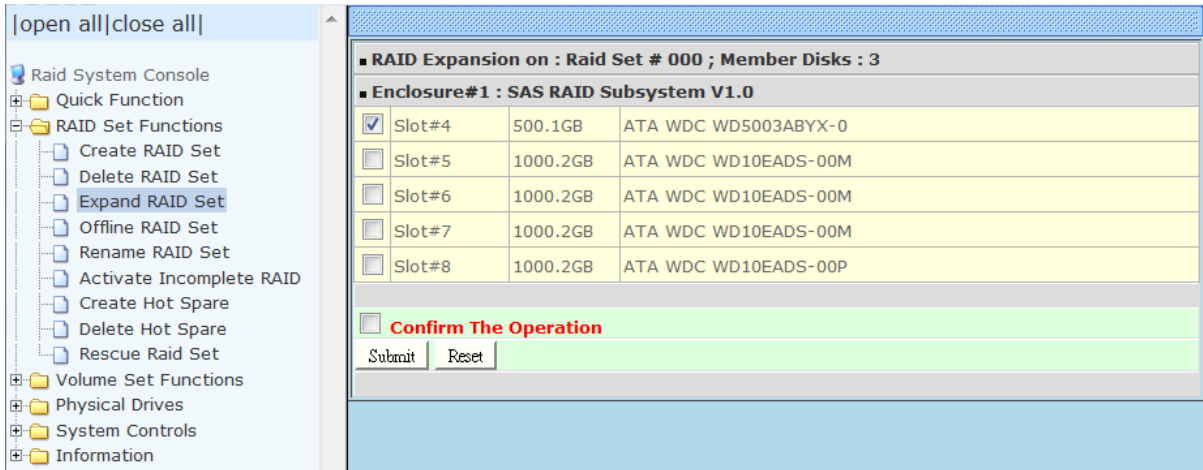 |open all|close all|
Raid System Console
Quick Function
RAID Set Functions
Create RAID Set
Delete RAID Set
Expand RAID Set
Offline RAID Set
Rename RAID Set
Activate Incomplete RAID
Create Hot Spare
Delete Hot Spare
Rescue Raid Set
Volume Set Functions
Physical Drives
System Controls
Information
RAID Expansion on : Raid Set # 000 ; Member Disks : 3
Enclosure#1 : SAS RAID Subsystem V1.0
Slot#4 500.1GB ATA WDC WD5003ABYX-0
Slot#5 1000.2GB ATA WDC WD10EADS-00M
Slot#6 1000.2GB ATA WDC WD10EADS-00M
Slot#7 1000.2GB ATA WDC WD10EADS-00M
Slot#8 1000.2GB ATA WDC WD10EADS-00P
Confirm The Operation
Submit Reset